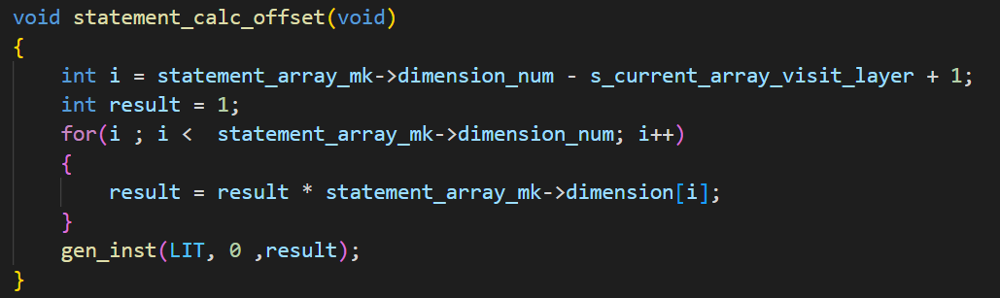 void statement_calc_offset(void)
{
    int i = statement_array_mk->dimension_num - s_current_array_visit_layer + 1;
    int result = 1;
    for(i ; i <  statement_array_mk->dimension_num; i++)
    {
        result = result * statement_array_mk->dimension[i];
    }
    gen_inst(LIT, 0 ,result);
}